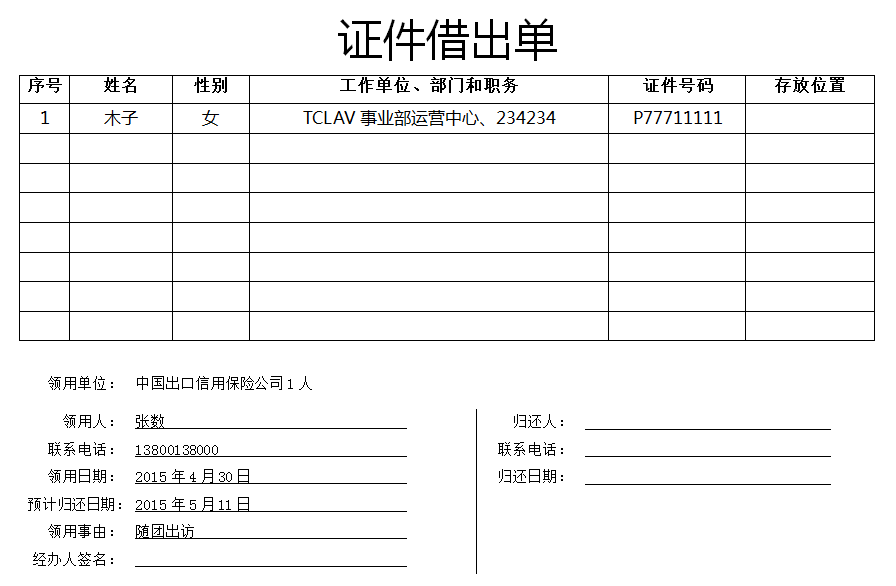 证件借出单
序号 姓名 性别 工作单位、部门和职务 证件号码 存放位置
1 木子 女 TCLAV 事业部运营中心、234234 P77711111
领用单位： 中国出口信用保险公司 1 人
领用人： 张数 归还人：
联系电话： 13800138000 联系电话：
领用日期： 2015 年 4 月 30 日 归还日期：
预计归还日期： 2015 年 5 月 11 日
领用事由： 随团出访
经办人签名：